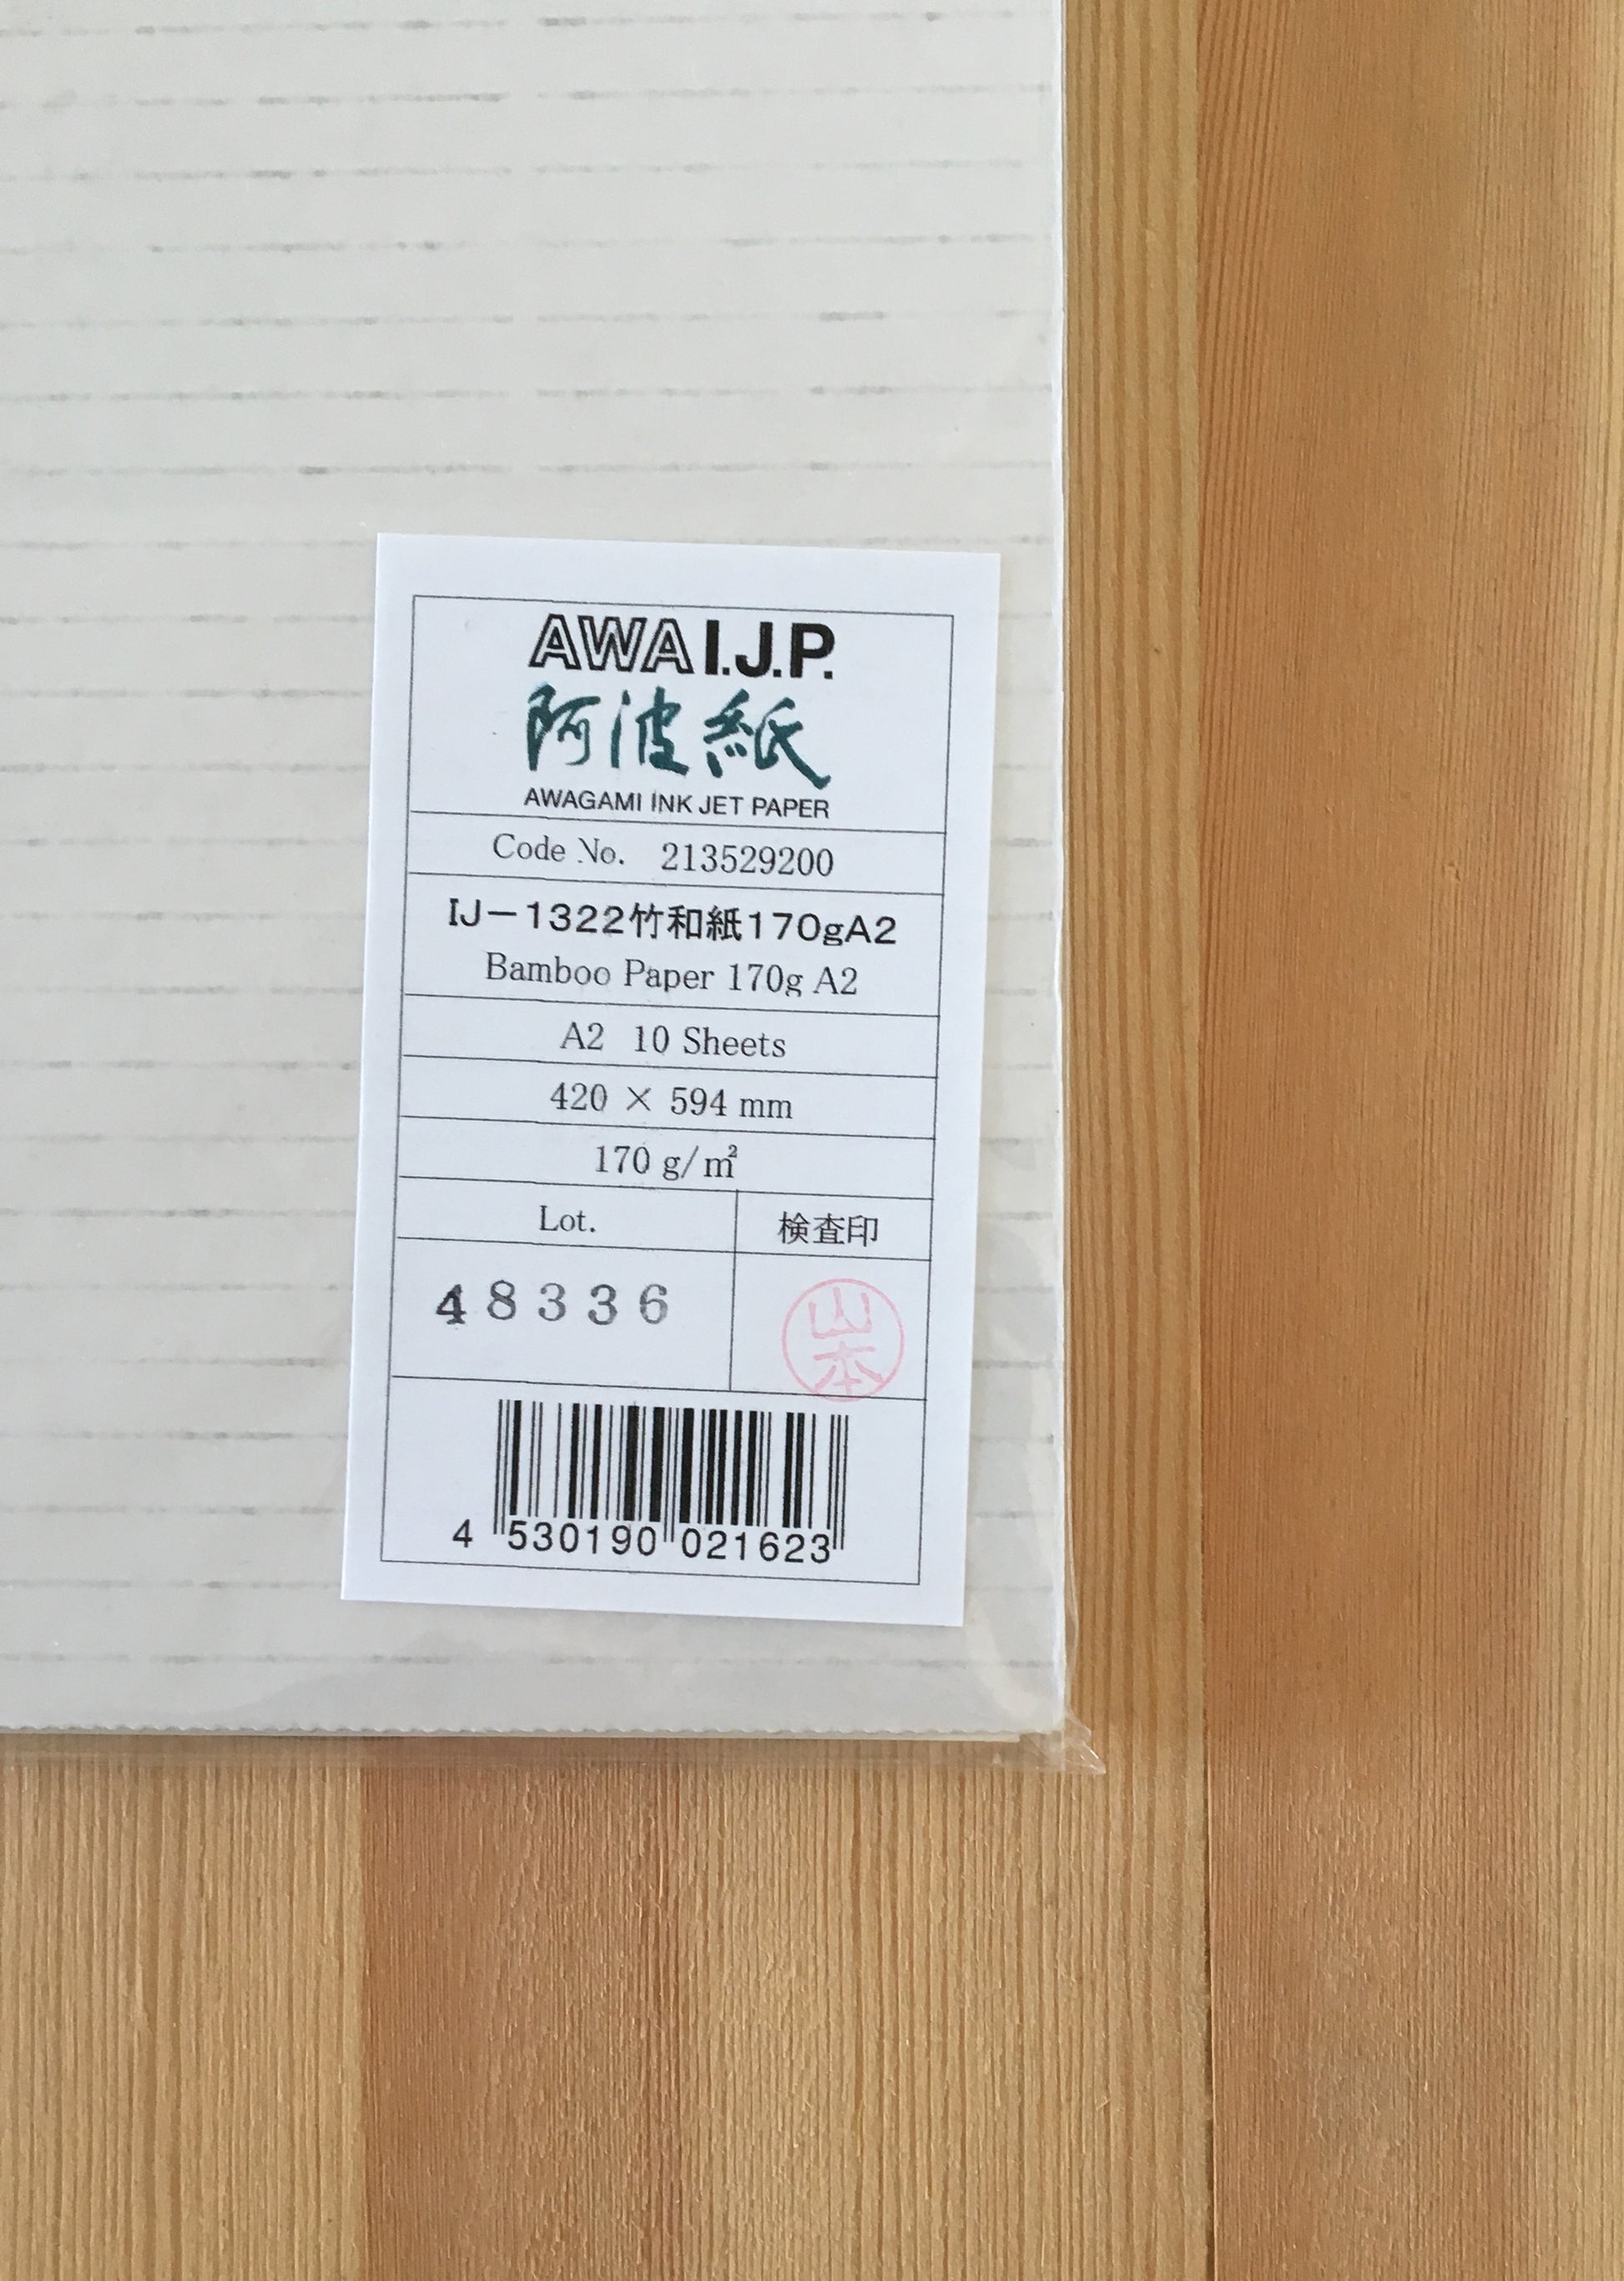 AWA I.J.P.
阿波紙
AWAGAMI INK JET PAPER
Code No. 213529200
IJ－1322竹和紙170gA2
Bamboo Paper 170g A2
A2 10 Sheets
420 × 594 mm
170 g/㎡
Lot. 検査印
48336
山本
4 530190 021623